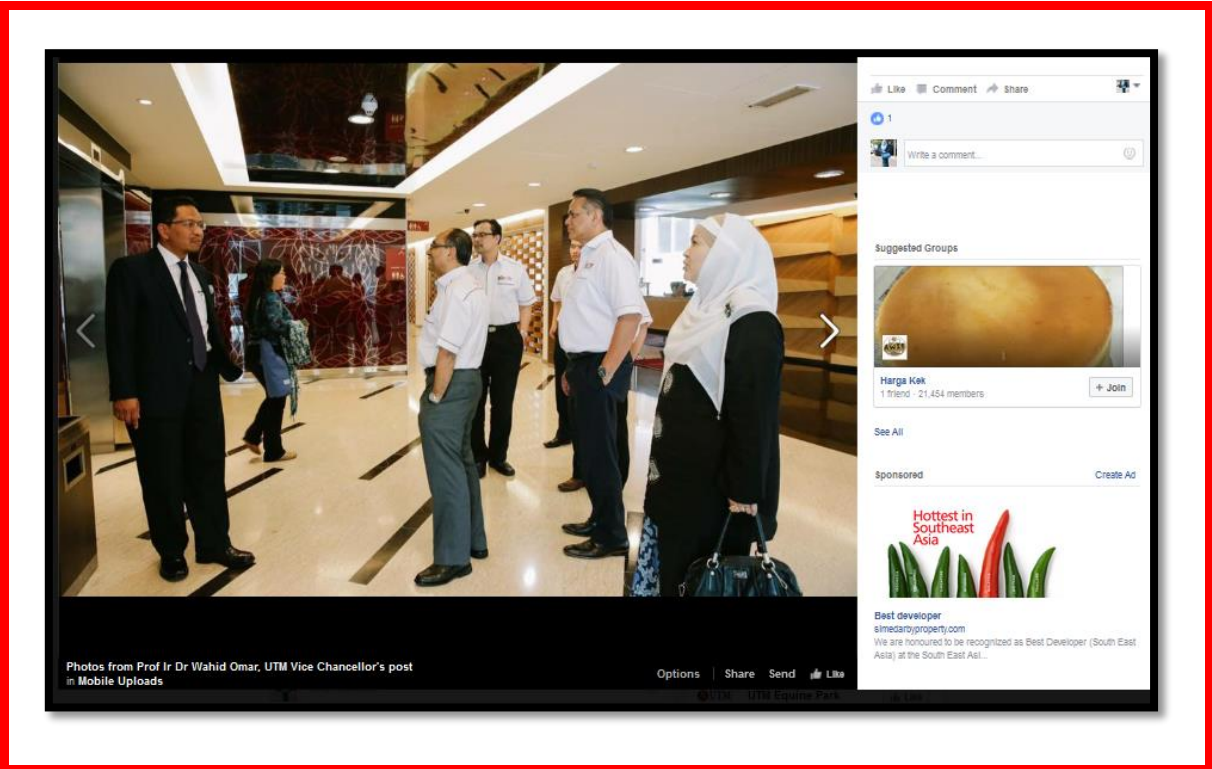 Like Comment Share
1
Write a comment...
Suggested Groups
Harga Kek
1 friend · 21,454 members
+ Join
See All
Sponsored
Create Ad
Hottest in
Southeast
Asia
Best developer
simedarbyproperty.com
We are honoured to be recognized as Best Developer (South East
Asia) at the South East Asi...
Photos from Prof Ir Dr Wahid Omar, UTM Vice Chancellor's post
in Mobile Uploads
Options Share Send Like
UTM Equine Park
Like